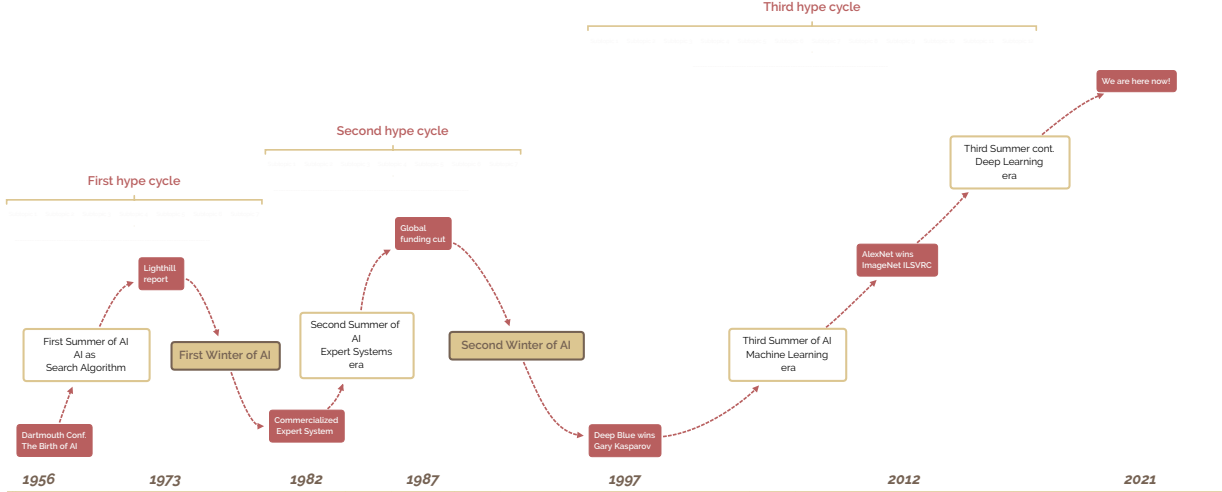 Third hype cycle
We are here now!
Second hype cycle
Third Summer cont.
Deep Learning
era
First hype cycle
Global
funding cut
AlexNet wins
ImageNet ILSVRC
Lighthill
report
First Summer of AI
AI as
Search Algorithm
First Winter of AI
Second Summer of
AI
Expert Systems
era
Second Winter of AI
Third Summer of AI
Machine Learning
era
Dartmouth Conf.
The Birth of AI
Commercialized
Expert System
Deep Blue wins
Gary Kasparov
1956
1973
1982
1987
1997
2012
2021